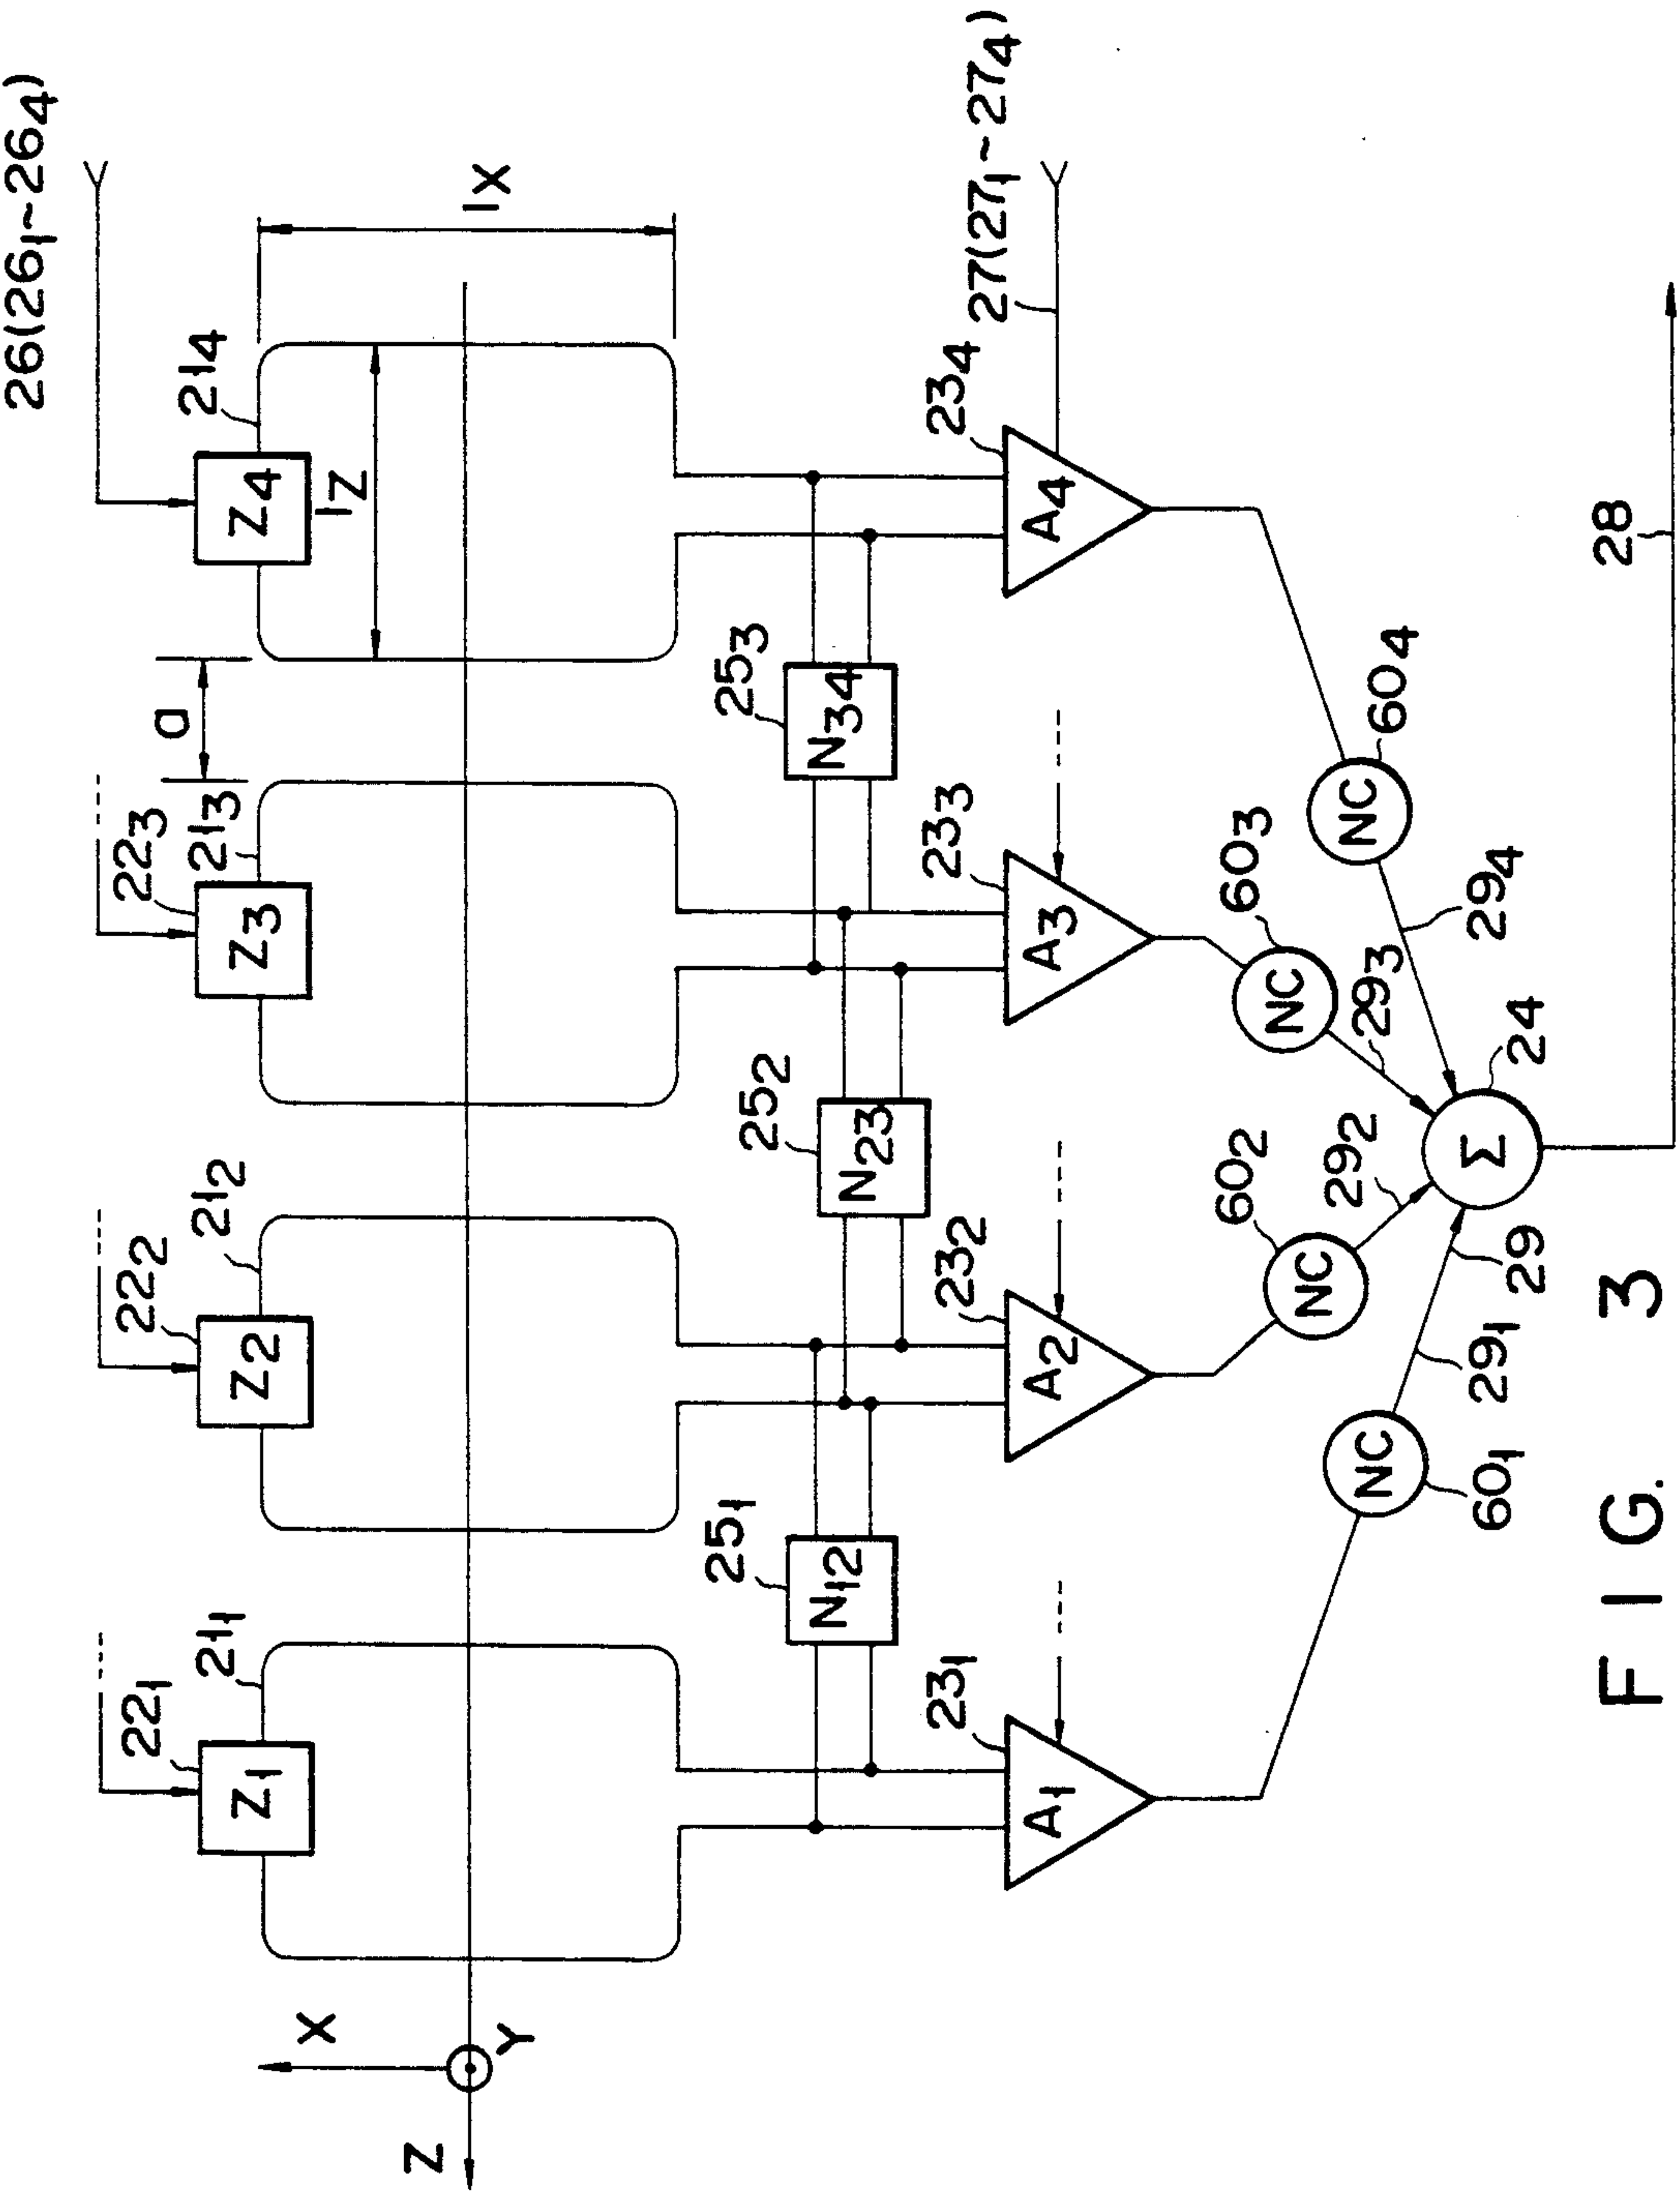 26(26₁~26₄)
22₁
22₂
22₃
21₁
21₂
21₃
21₄
Z₁
Z₂
Z₃
Z₄
a
lz
lx
X
Y
Z
25₁
25₂
25₃
N₁₂
N₂₃
N₃₄
23₁
23₂
23₃
23₄
27(27₁~27₄)
A₁
A₂
A₃
A₄
NC
NC
NC
NC
60₁
60₂
60₃
60₄
29₁
29
29₂
29₃
29₄
Σ
24
28
FIG. 3